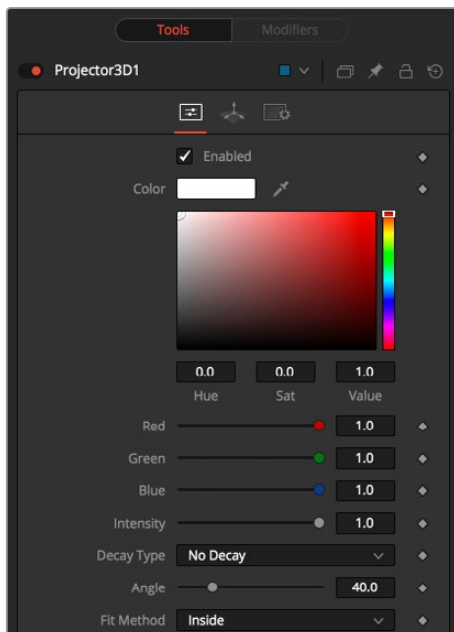 Tools Modifiers
Projector3D1
Enabled
Color
0.0 0.0 1.0
Hue Sat Value
Red 1.0
Green 1.0
Blue 1.0
Intensity 1.0
Decay Type No Decay
Angle 40.0
Fit Method Inside